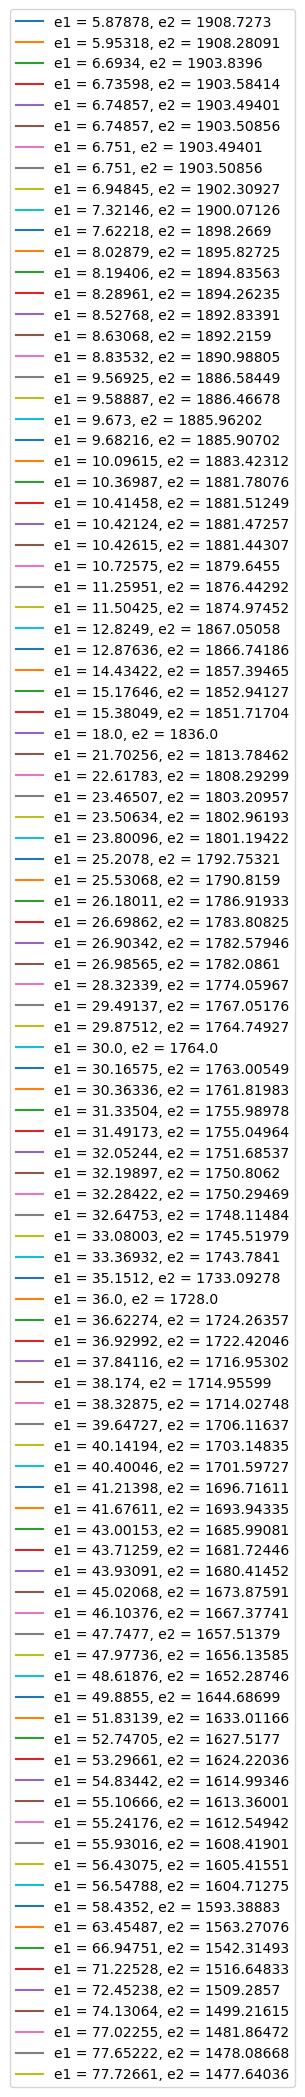 e1 = 5.87878, e2 = 1908.7273
e1 = 5.95318, e2 = 1908.28091
e1 = 6.6934, e2 = 1903.8396
e1 = 6.73598, e2 = 1903.58414
e1 = 6.74857, e2 = 1903.49401
e1 = 6.74857, e2 = 1903.50856
e1 = 6.751, e2 = 1903.49401
e1 = 6.751, e2 = 1903.50856
e1 = 6.94845, e2 = 1902.30927
e1 = 7.32146, e2 = 1900.07126
e1 = 7.62218, e2 = 1898.2669
e1 = 8.02879, e2 = 1895.82725
e1 = 8.19406, e2 = 1894.83563
e1 = 8.28961, e2 = 1894.26235
e1 = 8.52768, e2 = 1892.83391
e1 = 8.63068, e2 = 1892.2159
e1 = 8.83532, e2 = 1890.98805
e1 = 9.56925, e2 = 1886.58449
e1 = 9.58887, e2 = 1886.46678
e1 = 9.673, e2 = 1885.96202
e1 = 9.68216, e2 = 1885.90702
e1 = 10.09615, e2 = 1883.42312
e1 = 10.36987, e2 = 1881.78076
e1 = 10.41458, e2 = 1881.51249
e1 = 10.42124, e2 = 1881.47257
e1 = 10.42615, e2 = 1881.44307
e1 = 10.72575, e2 = 1879.6455
e1 = 11.25951, e2 = 1876.44292
e1 = 11.50425, e2 = 1874.97452
e1 = 12.8249, e2 = 1867.05058
e1 = 12.87636, e2 = 1866.74186
e1 = 14.43422, e2 = 1857.39465
e1 = 15.17646, e2 = 1852.94127
e1 = 15.38049, e2 = 1851.71704
e1 = 18.0, e2 = 1836.0
e1 = 21.70256, e2 = 1813.78462
e1 = 22.61783, e2 = 1808.29299
e1 = 23.46507, e2 = 1803.20957
e1 = 23.50634, e2 = 1802.96193
e1 = 23.80096, e2 = 1801.19422
e1 = 25.2078, e2 = 1792.75321
e1 = 25.53068, e2 = 1790.8159
e1 = 26.18011, e2 = 1786.91933
e1 = 26.69862, e2 = 1783.80825
e1 = 26.90342, e2 = 1782.57946
e1 = 26.98565, e2 = 1782.0861
e1 = 28.32339, e2 = 1774.05967
e1 = 29.49137, e2 = 1767.05176
e1 = 29.87512, e2 = 1764.74927
e1 = 30.0, e2 = 1764.0
e1 = 30.16575, e2 = 1763.00549
e1 = 30.36336, e2 = 1761.81983
e1 = 31.33504, e2 = 1755.98978
e1 = 31.49173, e2 = 1755.04964
e1 = 32.05244, e2 = 1751.68537
e1 = 32.19897, e2 = 1750.8062
e1 = 32.28422, e2 = 1750.29469
e1 = 32.64753, e2 = 1748.11484
e1 = 33.08003, e2 = 1745.51979
e1 = 33.36932, e2 = 1743.7841
e1 = 35.1512, e2 = 1733.09278
e1 = 36.0, e2 = 1728.0
e1 = 36.62274, e2 = 1724.26357
e1 = 36.92992, e2 = 1722.42046
e1 = 37.84116, e2 = 1716.95302
e1 = 38.174, e2 = 1714.95599
e1 = 38.32875, e2 = 1714.02748
e1 = 39.64727, e2 = 1706.11637
e1 = 40.14194, e2 = 1703.14835
e1 = 40.40046, e2 = 1701.59727
e1 = 41.21398, e2 = 1696.71611
e1 = 41.67611, e2 = 1693.94335
e1 = 43.00153, e2 = 1685.99081
e1 = 43.71259, e2 = 1681.72446
e1 = 43.93091, e2 = 1680.41452
e1 = 45.02068, e2 = 1673.87591
e1 = 46.10376, e2 = 1667.37741
e1 = 47.7477, e2 = 1657.51379
e1 = 47.97736, e2 = 1656.13585
e1 = 48.61876, e2 = 1652.28746
e1 = 49.8855, e2 = 1644.68699
e1 = 51.83139, e2 = 1633.01166
e1 = 52.74705, e2 = 1627.5177
e1 = 53.29661, e2 = 1624.22036
e1 = 54.83442, e2 = 1614.99346
e1 = 55.10666, e2 = 1613.36001
e1 = 55.24176, e2 = 1612.54942
e1 = 55.93016, e2 = 1608.41901
e1 = 56.43075, e2 = 1605.41551
e1 = 56.54788, e2 = 1604.71275
e1 = 58.4352, e2 = 1593.38883
e1 = 63.45487, e2 = 1563.27076
e1 = 66.94751, e2 = 1542.31493
e1 = 71.22528, e2 = 1516.64833
e1 = 72.45238, e2 = 1509.2857
e1 = 74.13064, e2 = 1499.21615
e1 = 77.02255, e2 = 1481.86472
e1 = 77.65222, e2 = 1478.08668
e1 = 77.72661, e2 = 1477.64036